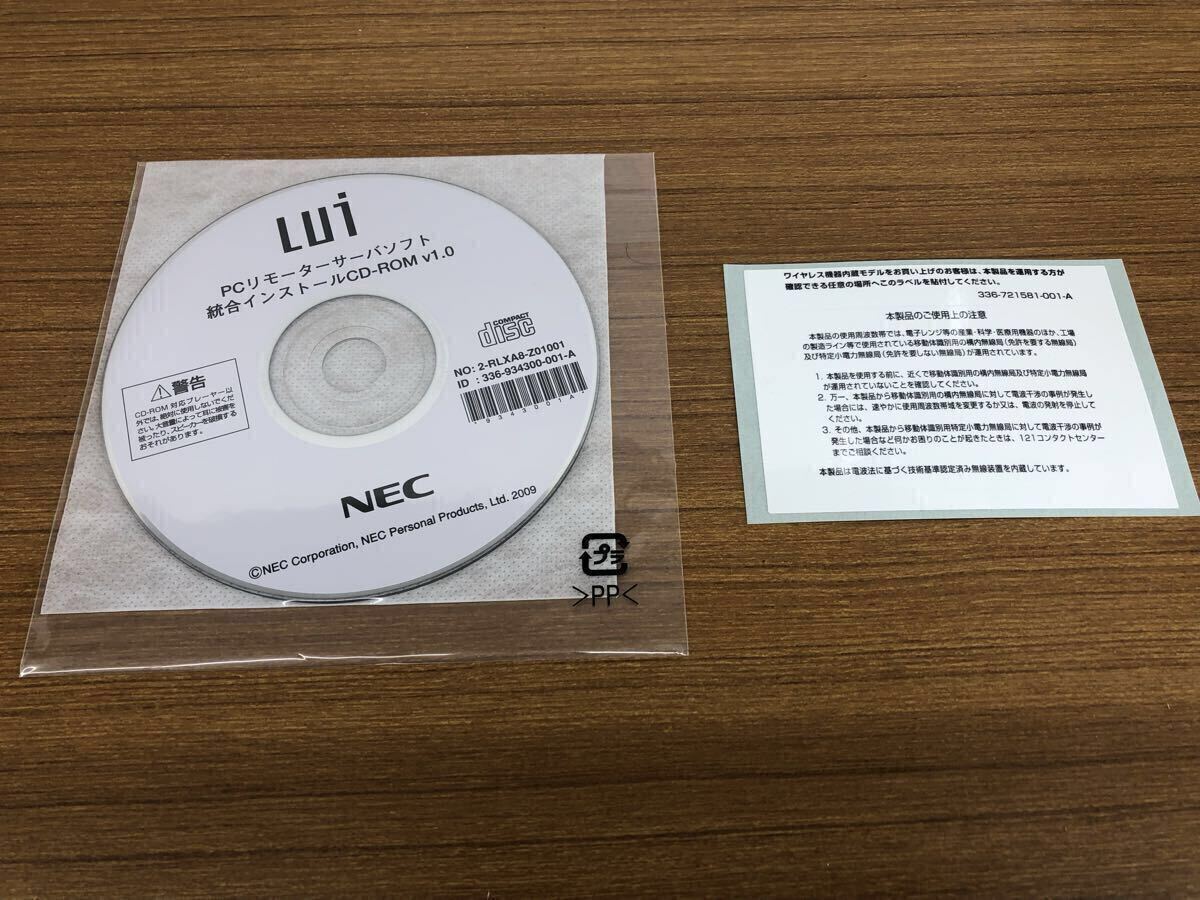 Lui
PCリモーターサーバソフト
統合インストールCD-ROM v1.0
COMPACT
disc
NO: 2-RLXA8-Z01001
ID : 336-934300-001-A
警告
CD-ROM 対応プレーヤー以
外では、絶対に使用しないでくだ
さい。大音量によって耳に被害を
被ったり、スピーカーを破損する
おそれがあります。
NEC
©NEC Corporation, NEC Personal Products, Ltd. 2009
プラ
>PP<
ワイヤレス機器内蔵モデルをお買い上げのお客様は、本製品を運用する方が
確認できる任意の場所へこのラベルを貼付してください。
336-721581-001-A
本製品のご使用上の注意
本製品の使用周波数帯では、電子レンジ等の産業・科学・医療用機器のほか、工場
の製造ライン等で使用されている移動体識別用の構内無線局（免許を要する無線局）
及び特定小電力無線局（免許を要しない無線局）が運用されています。
1. 本製品を使用する前に、近くで移動体識別用の構内無線局及び特定小電力無線局
が運用されていないことを確認してください。
2. 万一、本製品から移動体識別用の構内無線局に対して電波干渉の事例が発生し
た場合には、速やかに使用周波数帯域を変更するか又は、電波の発射を停止して
ください。
3. その他、本製品から移動体識別用特定小電力無線局に対して電波干渉の事例が
発生した場合など何かお困りのことが起きたときは、121コンタクトセンター
までご相談ください。
本製品は電波法に基づく技術基準認定済み無線装置を内蔵しています。